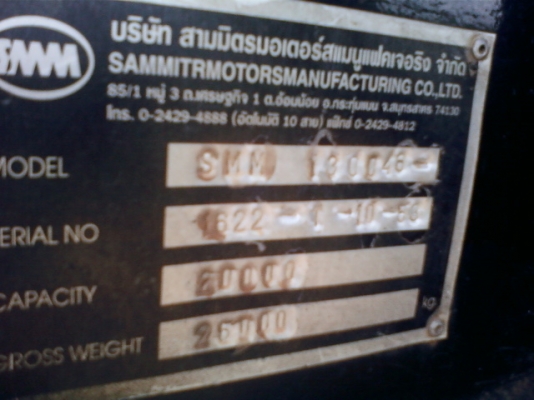 SMM
บริษัท สามมิตรมอเตอร์สแมนูแฟคเจอริง จำกัด
SAMMITRMOTORSMANUFACTURING CO.,LTD.
85/1 หมู่ 3 ถ.เศรษฐกิจ 1 ต.อ้อมน้อย อ.กระทุ่มแบน จ.สมุทรสาคร 74130
โทร. 0-2429-4888 (อัตโนมัติ 10 สาย) แฟ็กซ์ 0-2429-4812
MODEL SMM
SERIAL NO
CAPACITY 20000 kg.
GROSS WEIGHT 26000